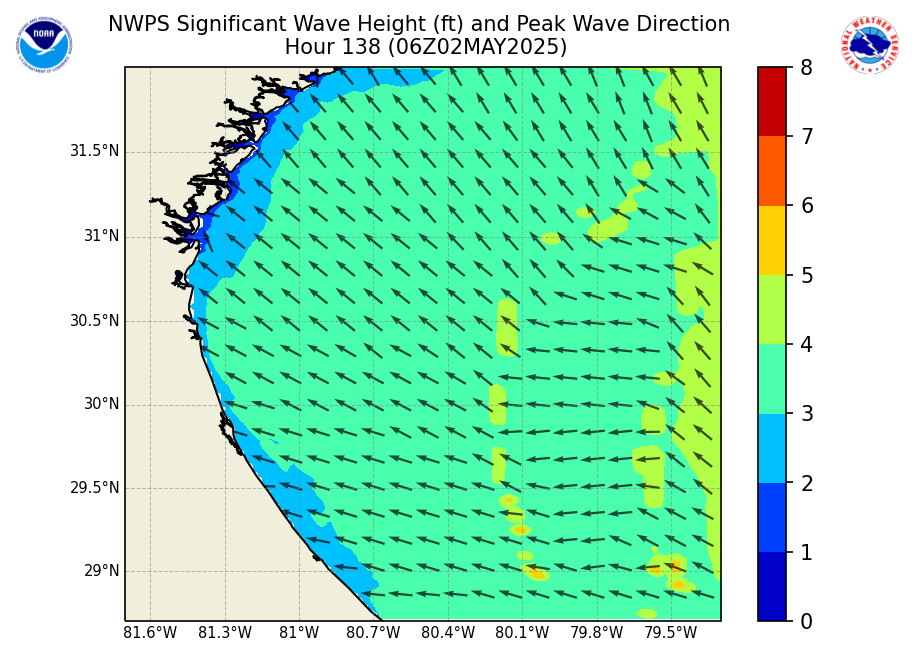 NWPS Significant Wave Height (ft) and Peak Wave Direction
Hour 138 (06Z02MAY2025)
NOAA
31.5°N
31°N
30.5°N
30°N
29.5°N
29°N
81.6°W 81.3°W 81°W 80.7°W 80.4°W 80.1°W 79.8°W 79.5°W
8
7
6
5
4
3
2
1
0